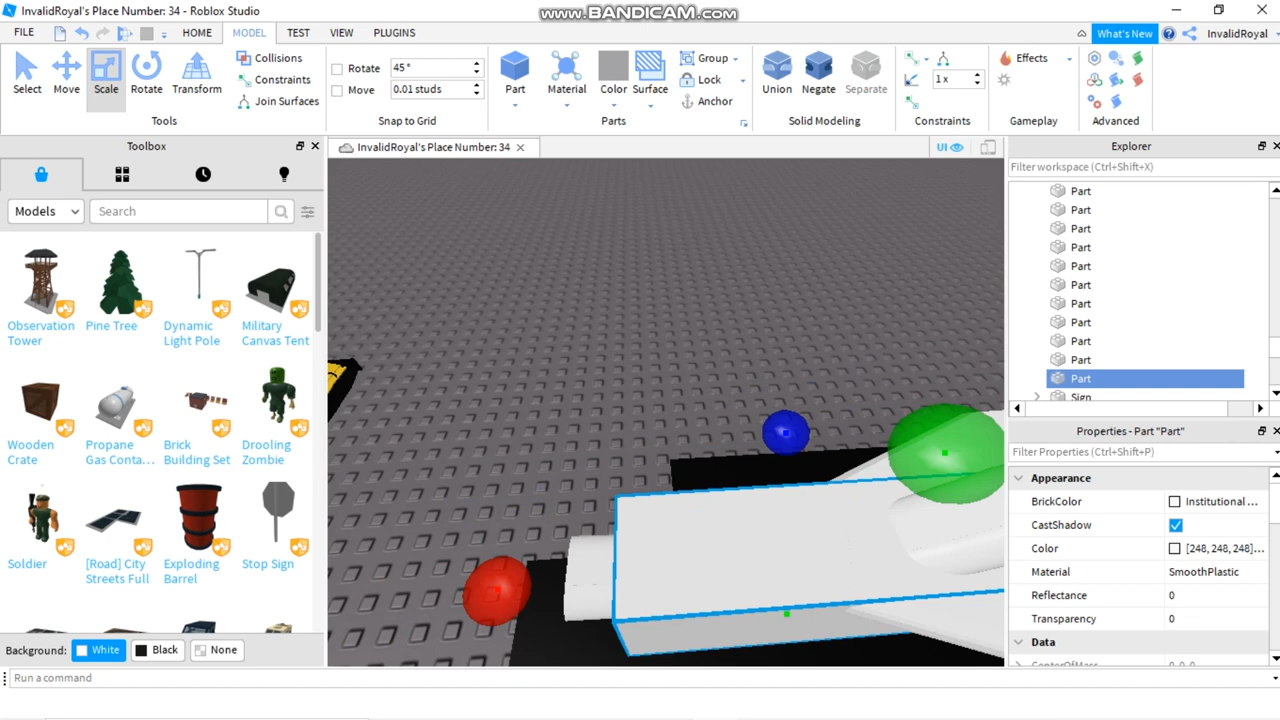 InvalidRoyal's Place Number: 34 - Roblox Studio
www.BANDICAM.com
FILE
HOME
MODEL
TEST
VIEW
PLUGINS
What's New
InvalidRoyal
Select
Move
Scale
Rotate
Transform
Collisions
Constraints
Join Surfaces
Tools
Rotate 45°
Move 0.01 studs
Snap to Grid
Part
Material
Color
Surface
Group
Lock
Anchor
Parts
Union
Negate
Separate
Solid Modeling
1 x
Constraints
Effects
Gameplay
Advanced
Toolbox
Models
Search
Observation
Tower
Pine Tree
Dynamic
Light Pole
Military
Canvas Tent
Wooden
Crate
Propane
Gas Conta...
Brick
Building Set
Drooling
Zombie
Soldier
[Road] City
Streets Full
Exploding
Barrel
Stop Sign
Background:
White
Black
None
InvalidRoyal's Place Number: 34
UI
Explorer
Filter workspace (Ctrl+Shift+X)
Part
Part
Part
Part
Part
Part
Part
Part
Part
Part
Part
Sign
Properties - Part "Part"
Filter Properties (Ctrl+Shift+P)
Appearance
BrickColor Institutional ...
CastShadow
Color [248, 248, 248]...
Material SmoothPlastic
Reflectance 0
Transparency 0
Data
CenterOfMass 0, 0, 0
Run a command